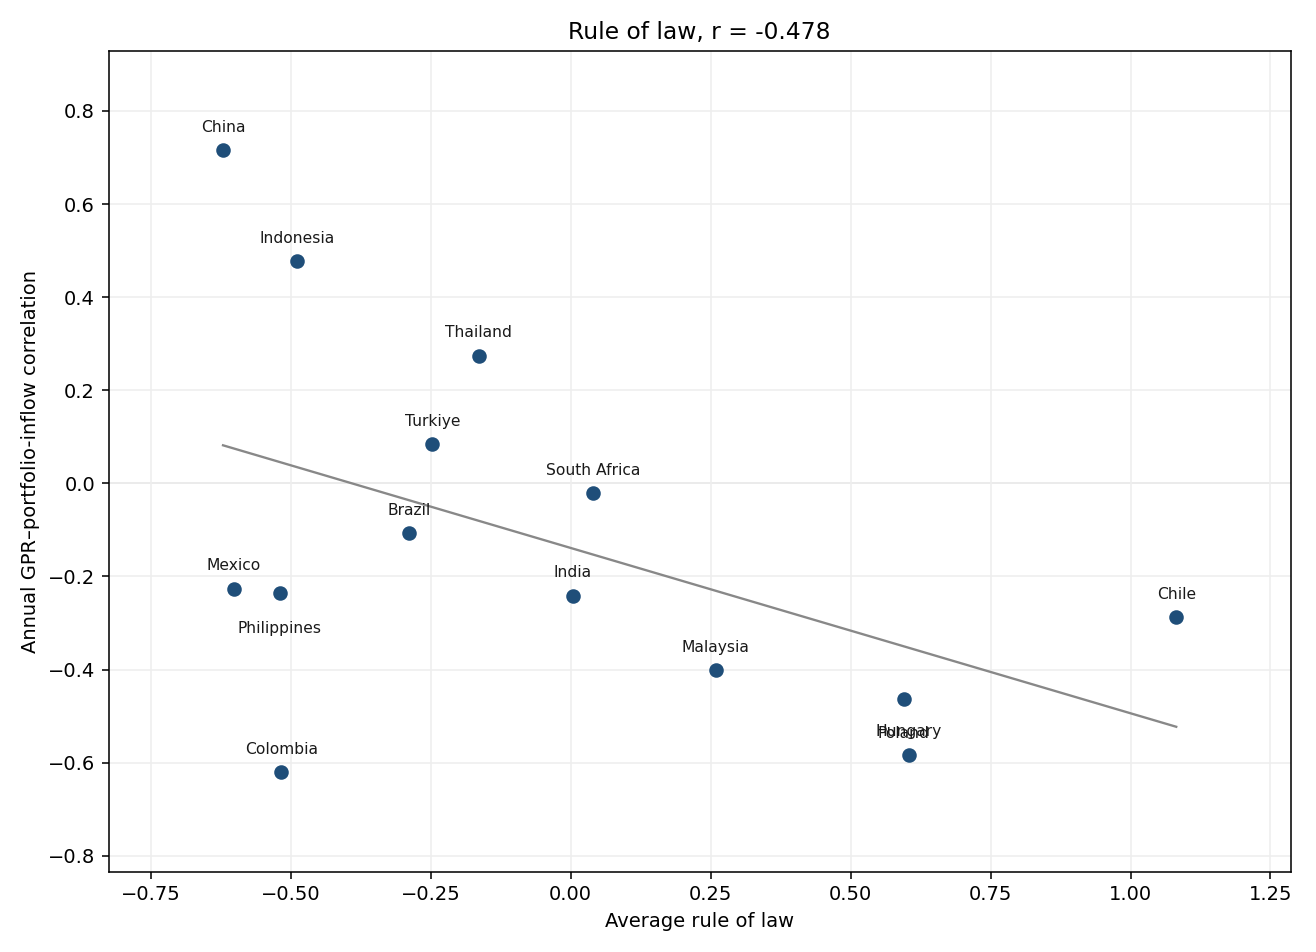 Rule of law, r = -0.478
Annual GPR–portfolio-inflow correlation
0.8
0.6
0.4
0.2
0.0
−0.2
−0.4
−0.6
−0.8
China
Indonesia
Thailand
Turkiye
South Africa
Brazil
Mexico
India
Chile
Philippines
Malaysia
Hungary
Poland
Colombia
−0.75
−0.50
−0.25
0.00
0.25
0.50
0.75
1.00
1.25
Average rule of law